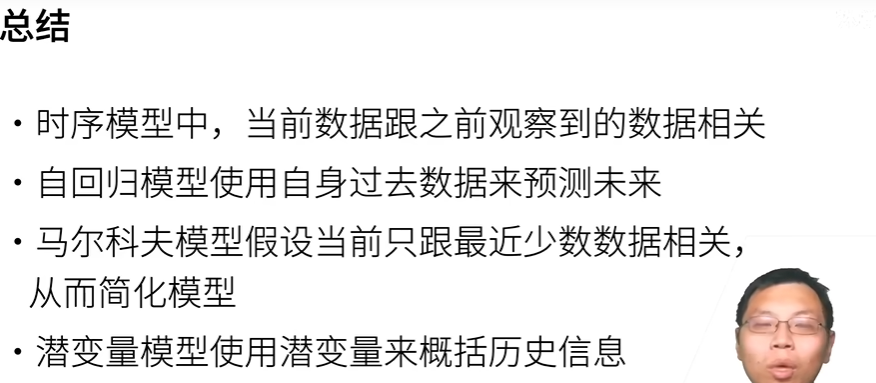 总结
• 时序模型中，当前数据跟之前观察到的数据相关
• 自回归模型使用自身过去数据来预测未来
• 马尔科夫模型假设当前只跟最近少数数据相关，
从而简化模型
• 潜变量模型使用潜变量来概括历史信息